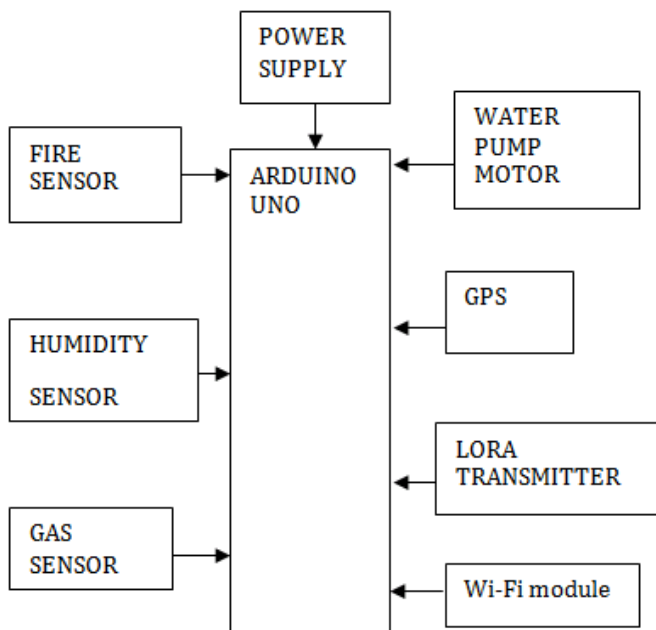 POWER
SUPPLY
WATER
PUMP
MOTOR
FIRE
SENSOR
ARDUINO
UNO
GPS
HUMIDITY
SENSOR
LORA
TRANSMITTER
GAS
SENSOR
Wi-Fi module